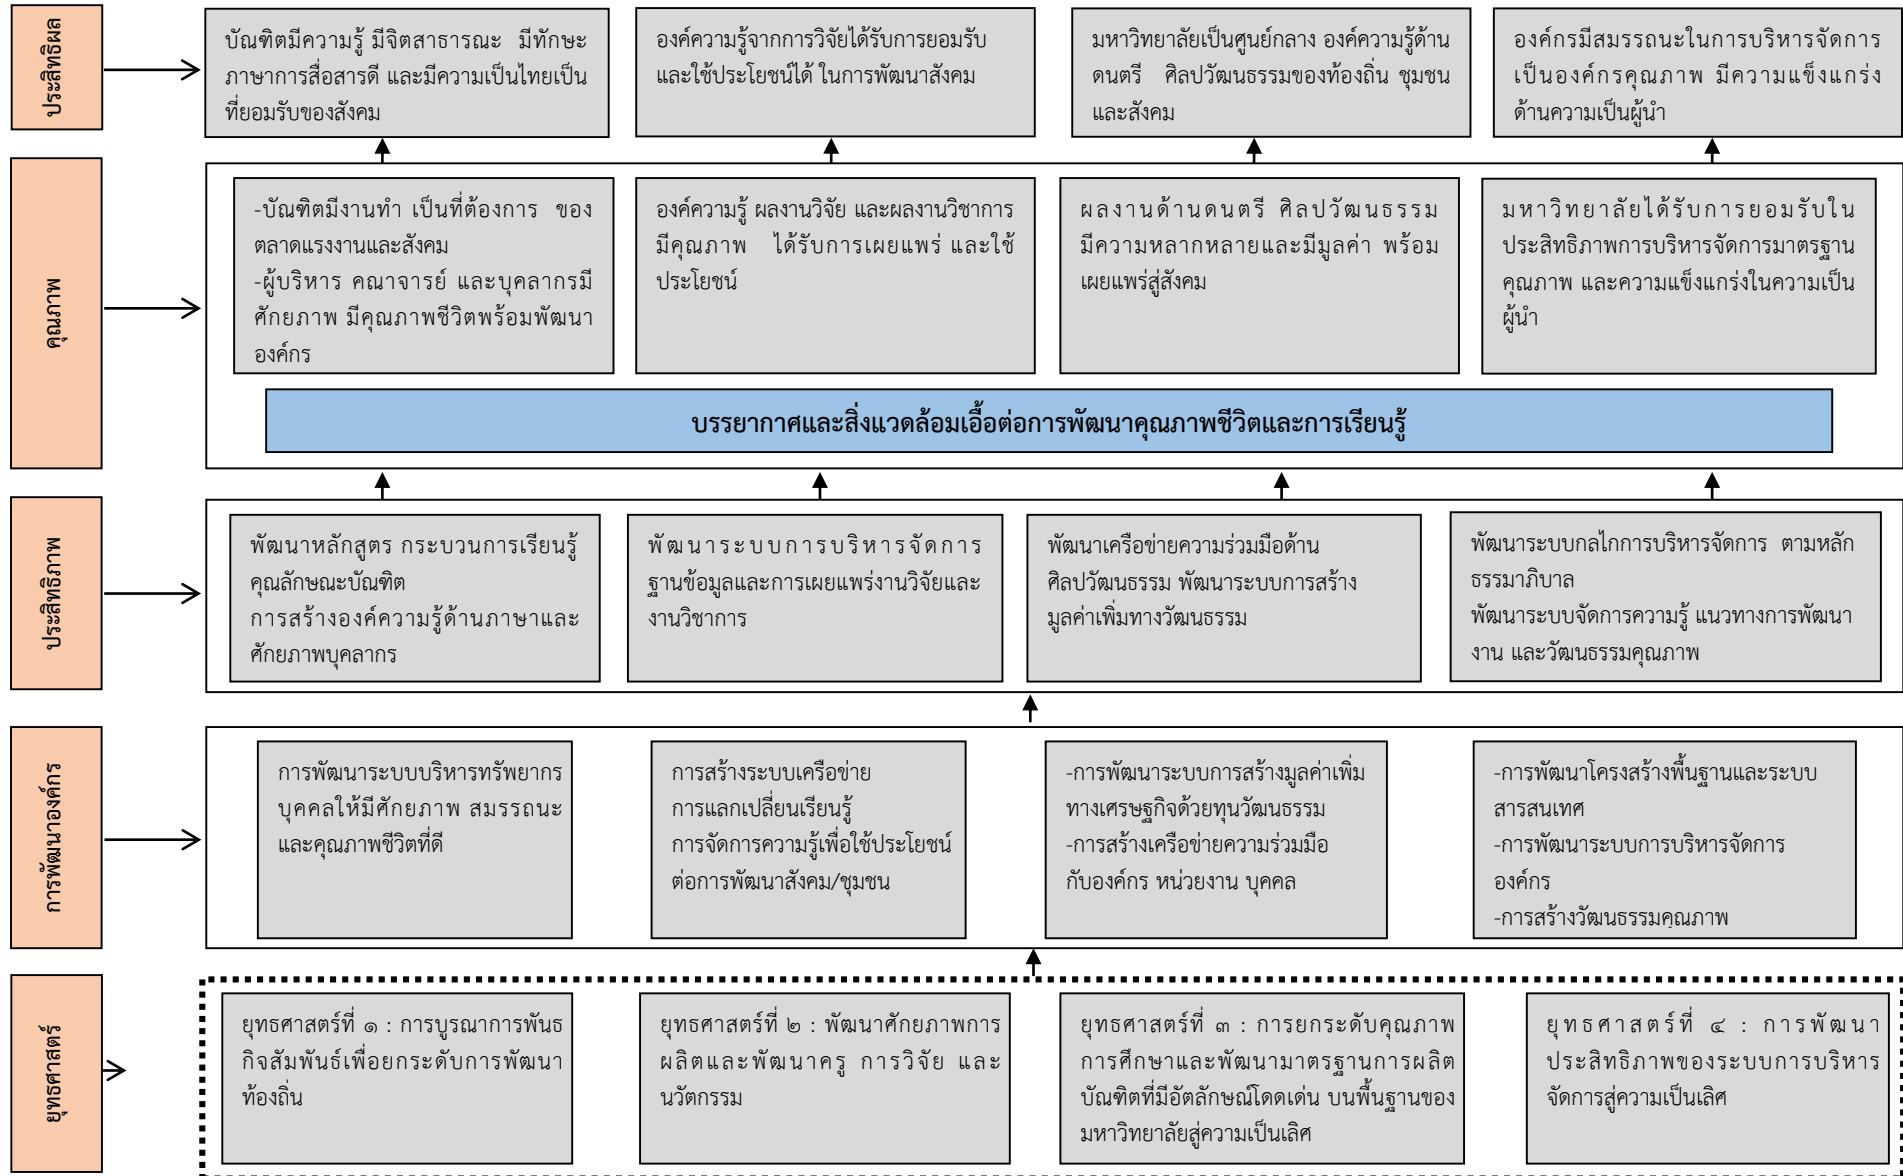 ประสิทธิผล
บัณฑิตมีความรู้ มีจิตสาธารณะ มีทักษะ
ภาษาการสื่อสารดี และมีความเป็นไทยเป็น
ที่ยอมรับของสังคม
องค์ความรู้จากการวิจัยได้รับการยอมรับ
และใช้ประโยชน์ได้ ในการพัฒนาสังคม
มหาวิทยาลัยเป็นศูนย์กลาง องค์ความรู้ด้าน
ดนตรี ศิลปวัฒนธรรมของท้องถิ่น ชุมชน
และสังคม
องค์กรมีสมรรถนะในการบริหารจัดการ
เป็นองค์กรคุณภาพ มีความแข็งแกร่ง
ด้านความเป็นผู้นำ
คุณภาพ
-บัณฑิตมีงานทำ เป็นที่ต้องการ ของ
ตลาดแรงงานและสังคม
-ผู้บริหาร คณาจารย์ และบุคลากรมี
ศักยภาพ มีคุณภาพชีวิตพร้อมพัฒนา
องค์กร
องค์ความรู้ ผลงานวิจัย และผลงานวิชาการ
มีคุณภาพ ได้รับการเผยแพร่ และใช้
ประโยชน์
ผลงานด้านดนตรี ศิลปวัฒนธรรม
มีความหลากหลายและมีมูลค่า พร้อม
เผยแพร่สู่สังคม
มหาวิทยาลัยได้รับการยอมรับใน
ประสิทธิภาพการบริหารจัดการมาตรฐาน
คุณภาพ และความแข็งแกร่งในความเป็น
ผู้นำ
บรรยากาศและสิ่งแวดล้อมเอื้อต่อการพัฒนาคุณภาพชีวิตและการเรียนรู้
ประสิทธิภาพ
พัฒนาหลักสูตร กระบวนการเรียนรู้
คุณลักษณะบัณฑิต
การสร้างองค์ความรู้ด้านภาษาและ
ศักยภาพบุคลากร
พัฒนาระบบการบริหารจัดการ
ฐานข้อมูลและการเผยแพร่งานวิจัยและ
งานวิชาการ
พัฒนาเครือข่ายความร่วมมือด้าน
ศิลปวัฒนธรรม พัฒนาระบบการสร้าง
มูลค่าเพิ่มทางวัฒนธรรม
พัฒนาระบบกลไกการบริหารจัดการ ตามหลัก
ธรรมาภิบาล
พัฒนาระบบจัดการความรู้ แนวทางการพัฒนา
งาน และวัฒนธรรมคุณภาพ
การพัฒนาองค์กร
การพัฒนาระบบบริหารทรัพยากร
บุคคลให้มีศักยภาพ สมรรถนะ
และคุณภาพชีวิตที่ดี
การสร้างระบบเครือข่าย
การแลกเปลี่ยนเรียนรู้
การจัดการความรู้เพื่อใช้ประโยชน์
ต่อการพัฒนาสังคม/ชุมชน
-การพัฒนาระบบการสร้างมูลค่าเพิ่ม
ทางเศรษฐกิจด้วยทุนวัฒนธรรม
-การสร้างเครือข่ายความร่วมมือ
กับองค์กร หน่วยงาน บุคคล
-การพัฒนาโครงสร้างพื้นฐานและระบบ
สารสนเทศ
-การพัฒนาระบบการบริหารจัดการ
องค์กร
-การสร้างวัฒนธรรมคุณภาพ
ยุทธศาสตร์
ยุทธศาสตร์ที่ ๑ : การบูรณาการพันธ
กิจสัมพันธ์เพื่อยกระดับการพัฒนา
ท้องถิ่น
ยุทธศาสตร์ที่ ๒ : พัฒนาศักยภาพการ
ผลิตและพัฒนาครู การวิจัย และ
นวัตกรรม
ยุทธศาสตร์ที่ ๓ : การยกระดับคุณภาพ
การศึกษาและพัฒนามาตรฐานการผลิต
บัณฑิตที่มีอัตลักษณ์โดดเด่น บนพื้นฐานของ
มหาวิทยาลัยสู่ความเป็นเลิศ
ยุทธศาสตร์ที่ ๔ : การพัฒนา
ประสิทธิภาพของระบบการบริหาร
จัดการสู่ความเป็นเลิศ